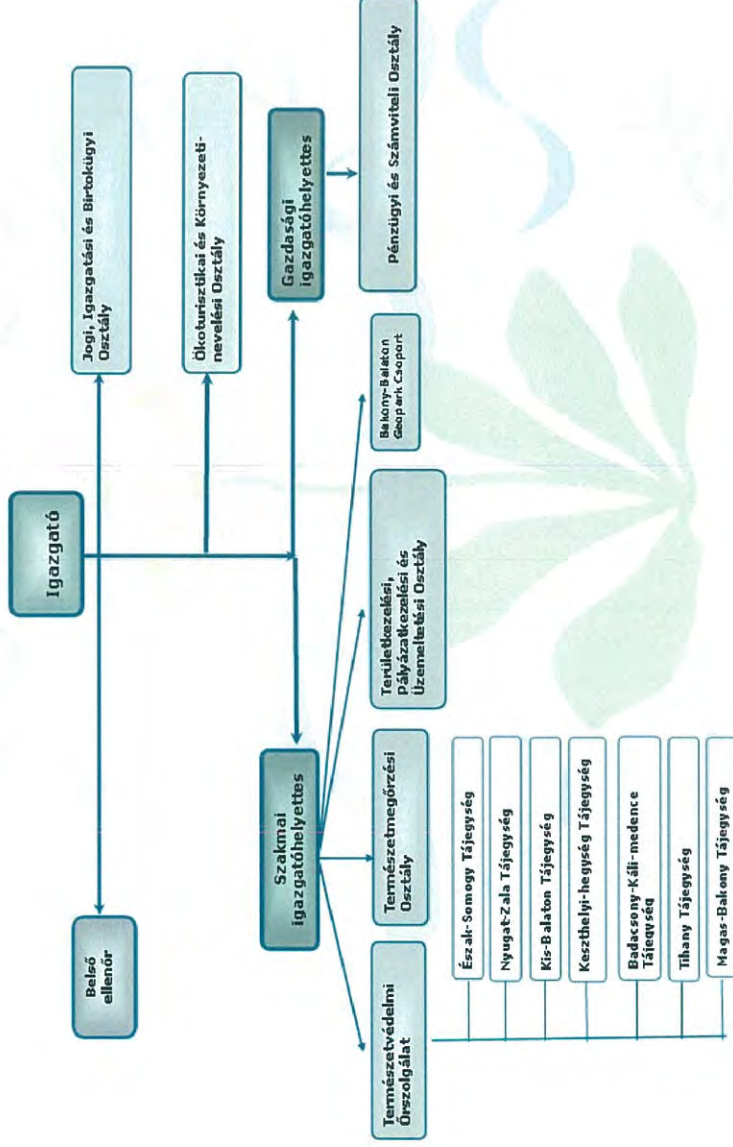 Igazgató
Belső
ellenőr
Jogi, Igazgatási és Birtokügyi
Osztály
Ökoturisztikai és Környezeti-
nevelési Osztály
Szakmai
igazgatóhelyettes
Gazdasági
igazgatóhelyettes
Természetvédelmi
Őrszolgálat
Természetmegőrzési
Osztály
Területkezelési,
Pályázatkezelési és
Üzemeltetési Osztály
Bakony-Balaton
Geopark Csoport
Pénzügyi és Számviteli Osztály
Észak-Somogy Tájegység
Nyugat-Zala Tájegység
Kis-Balaton Tájegység
Keszthelyi-hegység Tájegység
Badacsony-Káli-medence
Tájegység
Tihany Tájegység
Magas-Bakony Tájegység